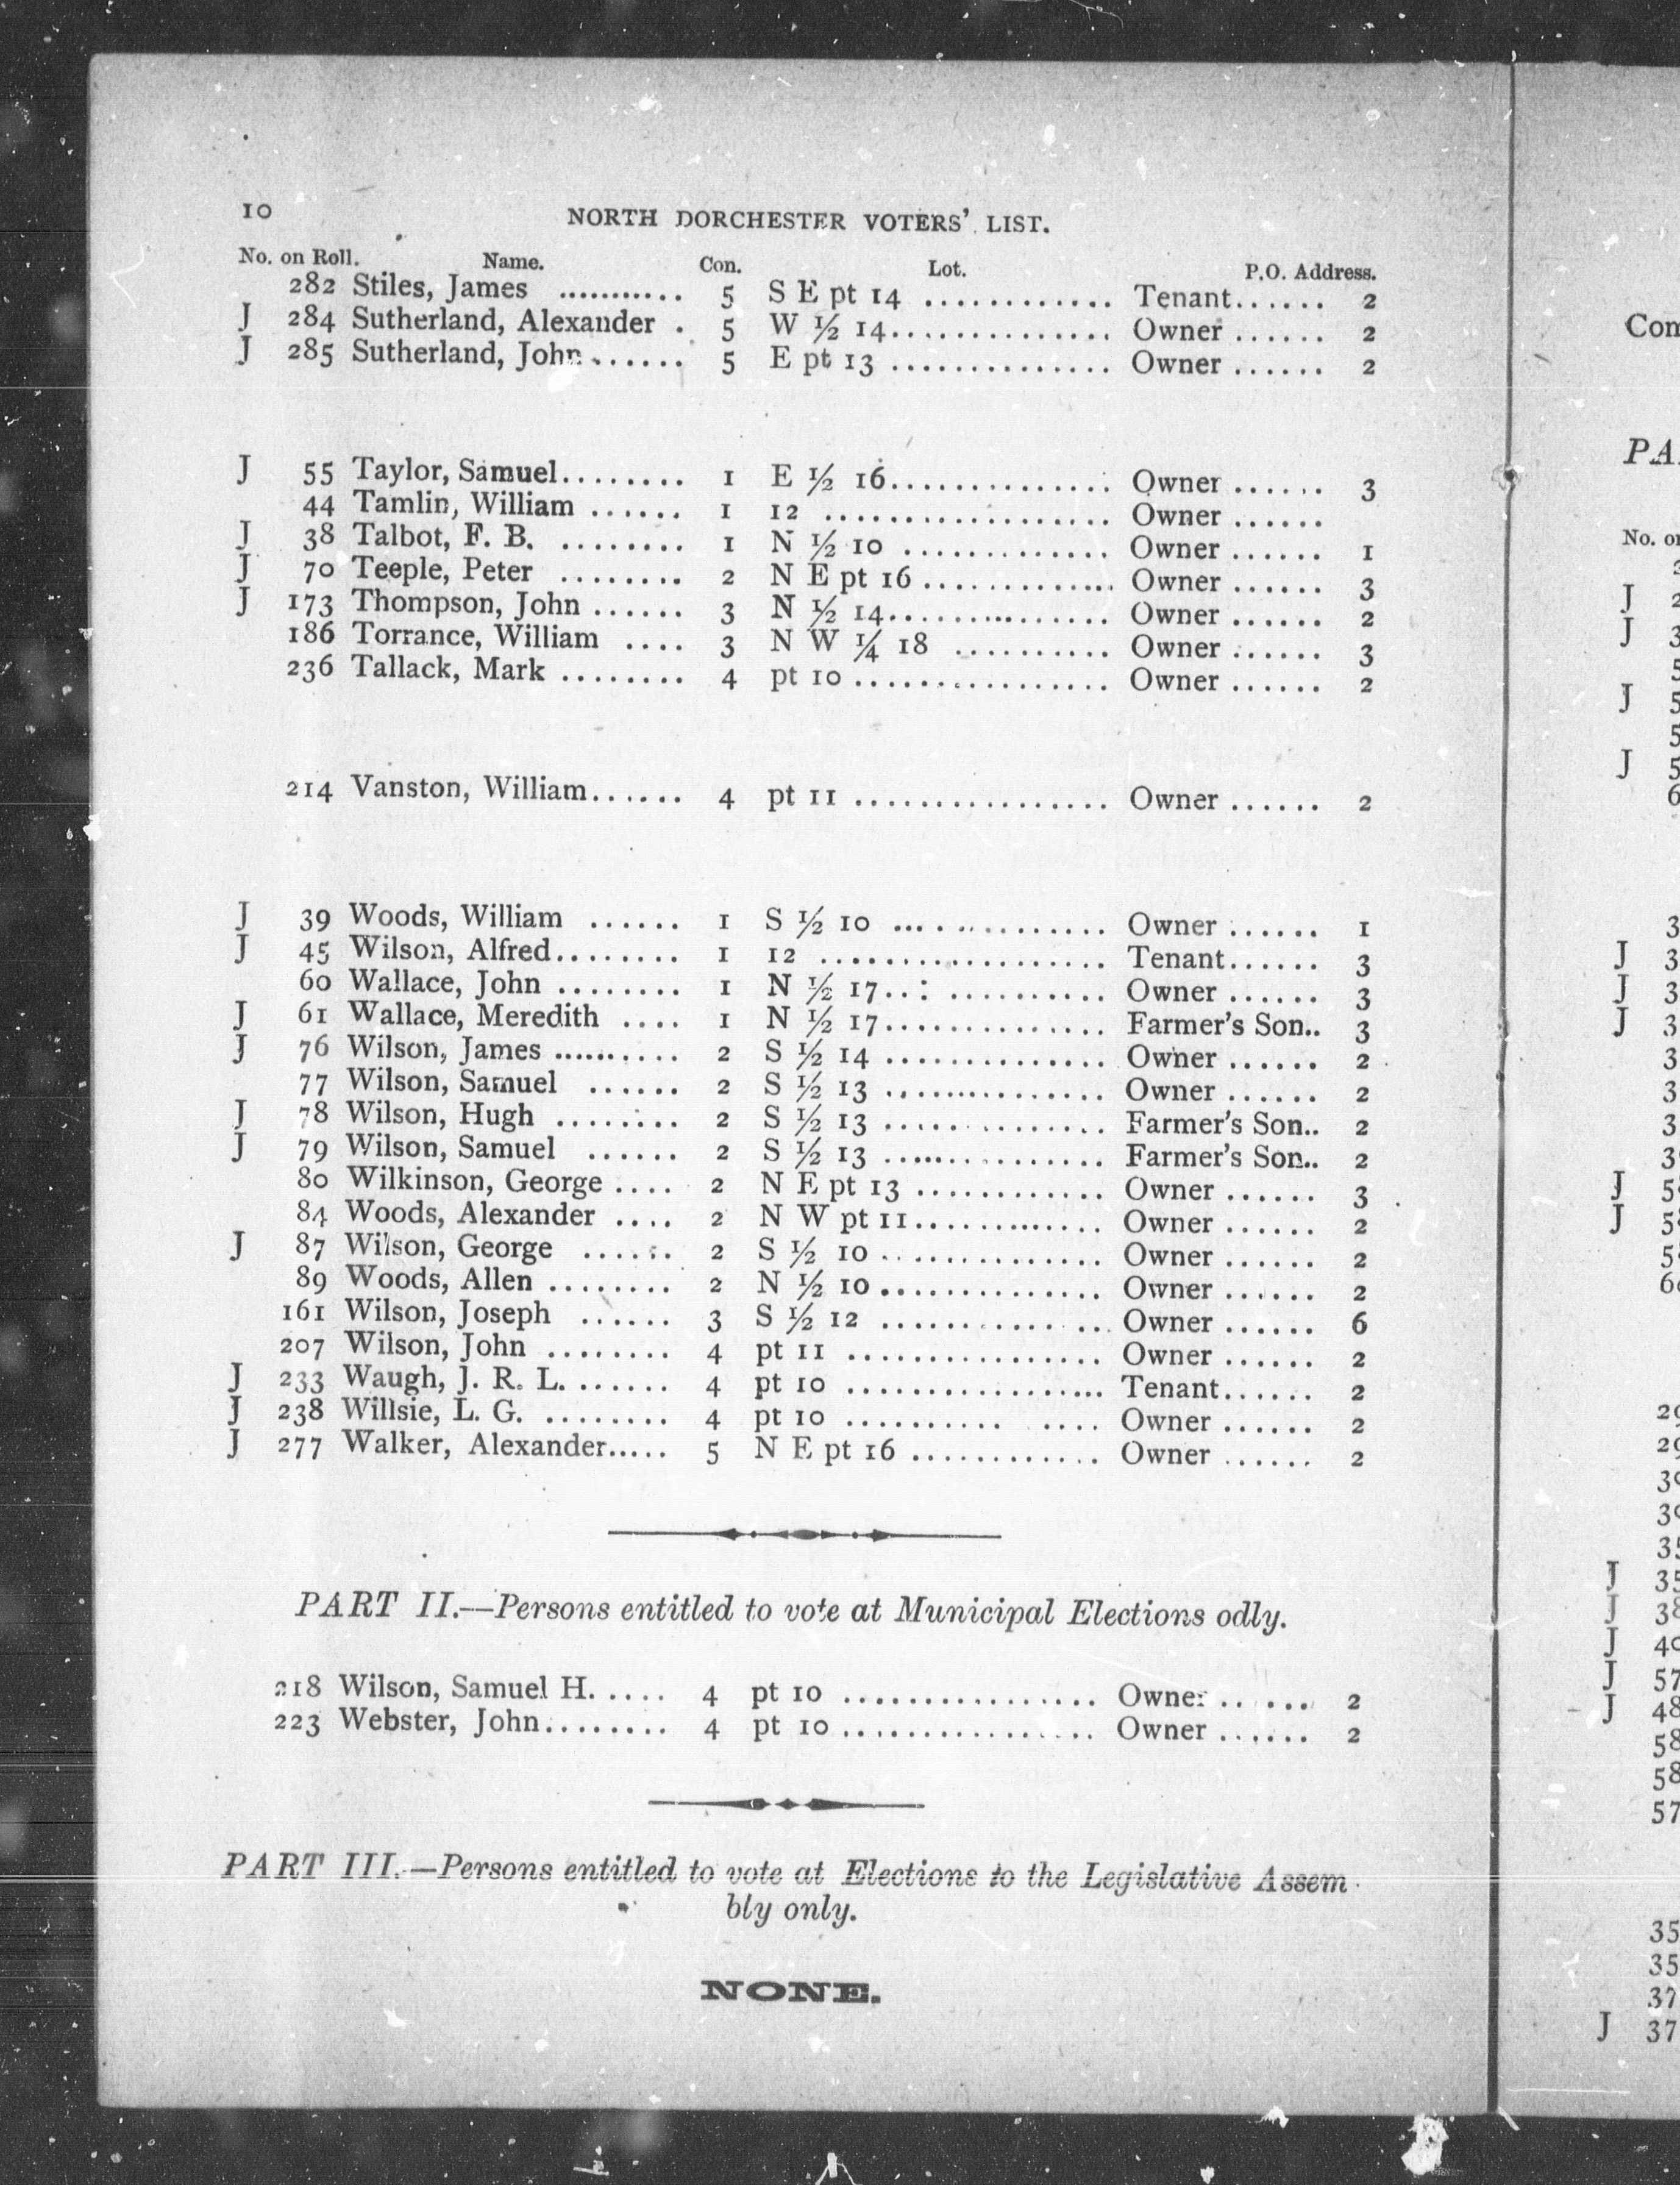 10 NORTH DORCHESTER VOTERS' LIST.
No. on Roll. Name. Con. Lot. P.O. Address.
282 Stiles, James ........... 5 S E pt 14 ............ Tenant...... 2
J 284 Sutherland, Alexander . 5 W ½ 14.............. Owner ...... 2
J 285 Sutherland, John ...... 5 E pt 13 .............. Owner ...... 2
J 55 Taylor, Samuel........ 1 E ½ 16.............. Owner ...... 3
44 Tamlin, William ...... 1 12 .................. Owner ......
J 38 Talbot, F. B. ........ 1 N ½ 10 ............. Owner ...... 1
J 70 Teeple, Peter ........ 2 N E pt 16 ............ Owner ...... 3
J 173 Thompson, John ...... 3 N ½ 14.............. Owner ...... 2
186 Torrance, William .... 3 N W ¼ 18 .......... Owner ...... 3
236 Tallack, Mark ........ 4 pt 10 ................ Owner ...... 2
214 Vanston, William...... 4 pt 11 ................ Owner ...... 2
J 39 Woods, William ...... 1 S ½ 10 .............. Owner ...... 1
J 45 Wilson, Alfred........ 1 12 .................. Tenant...... 3
60 Wallace, John ........ 1 N ½ 17..: .......... Owner ...... 3
J 61 Wallace, Meredith .... 1 N ½ 17.............. Farmer's Son.. 3
J 76 Wilson, James .......... 2 S ½ 14 .............. Owner ...... 2
77 Wilson, Samuel ...... 2 S ½ 13 .............. Owner ...... 2
J 78 Wilson, Hugh ........ 2 S ½ 13 .............. Farmer's Son.. 2
J 79 Wilson, Samuel ...... 2 S ½ 13 .............. Farmer's Son.. 2
80 Wilkinson, George .... 2 N E pt 13 ............ Owner ...... 3
84 Woods, Alexander .... 2 N W pt 11............ Owner ...... 2
J 87 Wilson, George ...... 2 S ½ 10 .............. Owner ...... 2
89 Woods, Allen ........ 2 N ½ 10.............. Owner ...... 2
161 Wilson, Joseph ...... 3 S ½ 12 .............. Owner ...... 6
207 Wilson, John ........ 4 pt 11 ................ Owner ...... 2
J 233 Waugh, J. R. L. ...... 4 pt 10 ................ Tenant...... 2
J 238 Willsie, L. G. ........ 4 pt 10 .......... .... Owner ...... 2
J 277 Walker, Alexander..... 5 N E pt 16 ............ Owner ...... 2
PART II.—Persons entitled to vote at Municipal Elections odly.
218 Wilson, Samuel H. .... 4 pt 10 ................ Owner ...... 2
223 Webster, John........ 4 pt 10 ................ Owner ...... 2
PART III.—Persons entitled to vote at Elections to the Legislative Assem
bly only.
NONE.